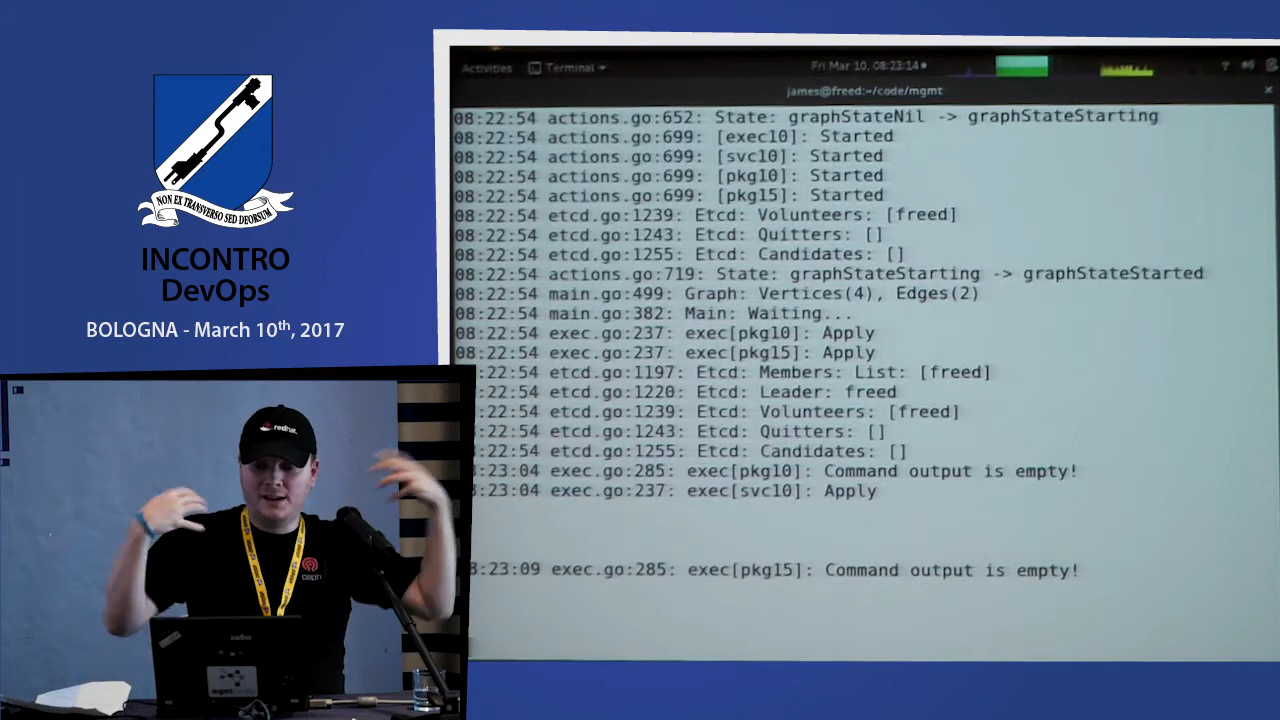 NON EX TRANSVERSO SED DEORSUM
INCONTRO
DevOps
BOLOGNA - March 10th, 2017
Activities Terminal Fri Mar 10, 08:23:14
james@freed:~/code/mgmt
08:22:54 actions.go:652: State: graphStateNil -> graphStateStarting
08:22:54 actions.go:699: [exec10]: Started
08:22:54 actions.go:699: [svc10]: Started
08:22:54 actions.go:699: [pkg10]: Started
08:22:54 actions.go:699: [pkg15]: Started
08:22:54 etcd.go:1239: Etcd: Volunteers: [freed]
08:22:54 etcd.go:1243: Etcd: Quitters: []
08:22:54 etcd.go:1255: Etcd: Candidates: []
08:22:54 actions.go:719: State: graphStateStarting -> graphStateStarted
08:22:54 main.go:499: Graph: Vertices(4), Edges(2)
08:22:54 main.go:382: Main: Waiting...
08:22:54 exec.go:237: exec[pkg10]: Apply
08:22:54 exec.go:237: exec[pkg15]: Apply
08:22:54 etcd.go:1197: Etcd: Members: List: [freed]
:22:54 etcd.go:1220: Etcd: Leader: freed
:22:54 etcd.go:1239: Etcd: Volunteers: [freed]
:22:54 etcd.go:1243: Etcd: Quitters: []
:22:54 etcd.go:1255: Etcd: Candidates: []
:23:04 exec.go:285: exec[pkg10]: Command output is empty!
:23:04 exec.go:237: exec[svc10]: Apply
:23:09 exec.go:285: exec[pkg15]: Command output is empty!
redhat
ceph
mgmtconfig